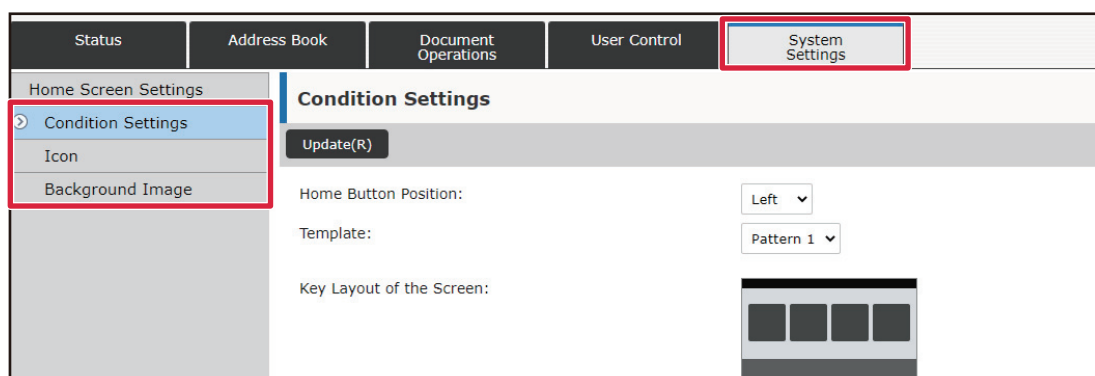 Status
Address Book
Document
Operations
User Control
System
Settings
Home Screen Settings
Condition Settings
Icon
Background Image
Condition Settings
Update(R)
Home Button Position:
Left
Template:
Pattern 1
Key Layout of the Screen: